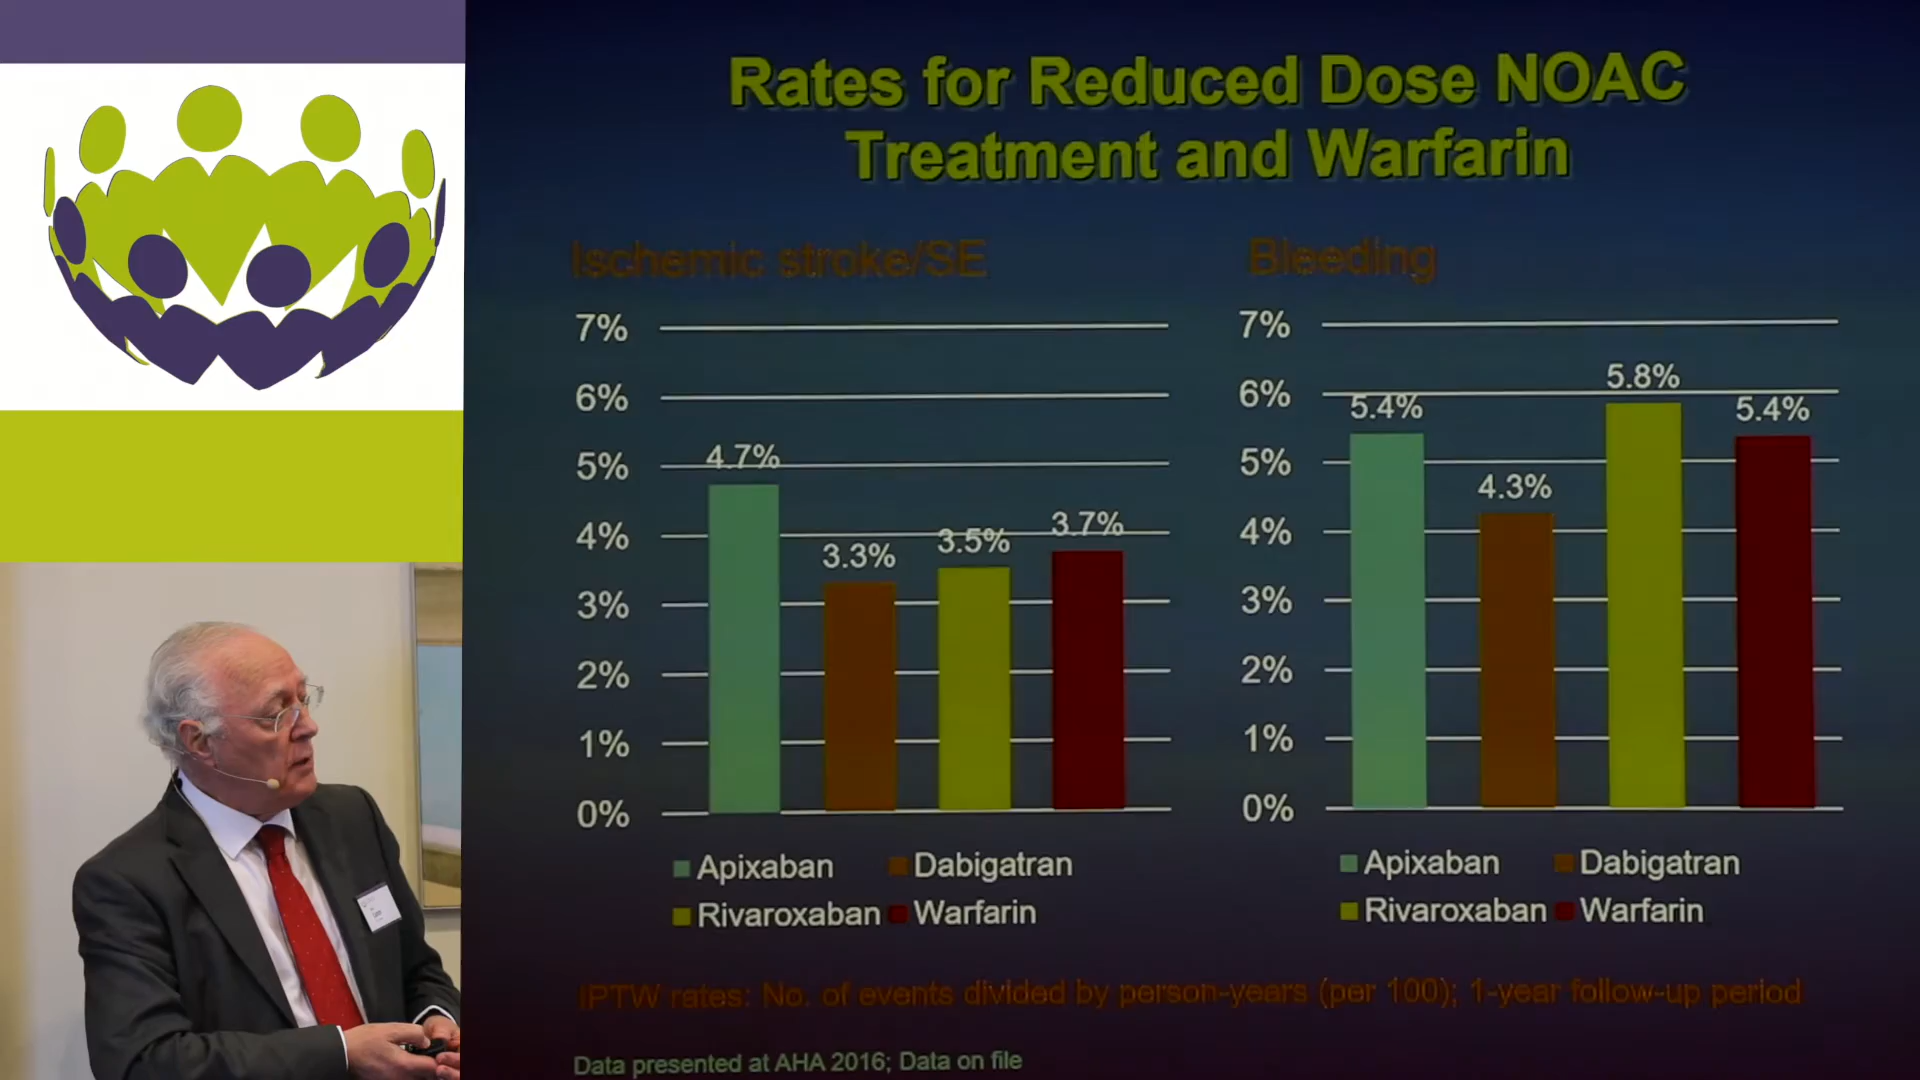 Rates for Reduced Dose NOAC
Treatment and Warfarin
Ischemic stroke/SE
7%
6%
5%
4%
3%
2%
1%
0%
4.7%
3.3%
3.5%
3.7%
Apixaban
Dabigatran
Rivaroxaban
Warfarin
Bleeding
7%
6%
5%
4%
3%
2%
1%
0%
5.4%
4.3%
5.8%
5.4%
Apixaban
Dabigatran
Rivaroxaban
Warfarin
IPTW rates: No. of events divided by person-years (per 100); 1-year follow-up period
Data presented at AHA 2016; Data on file